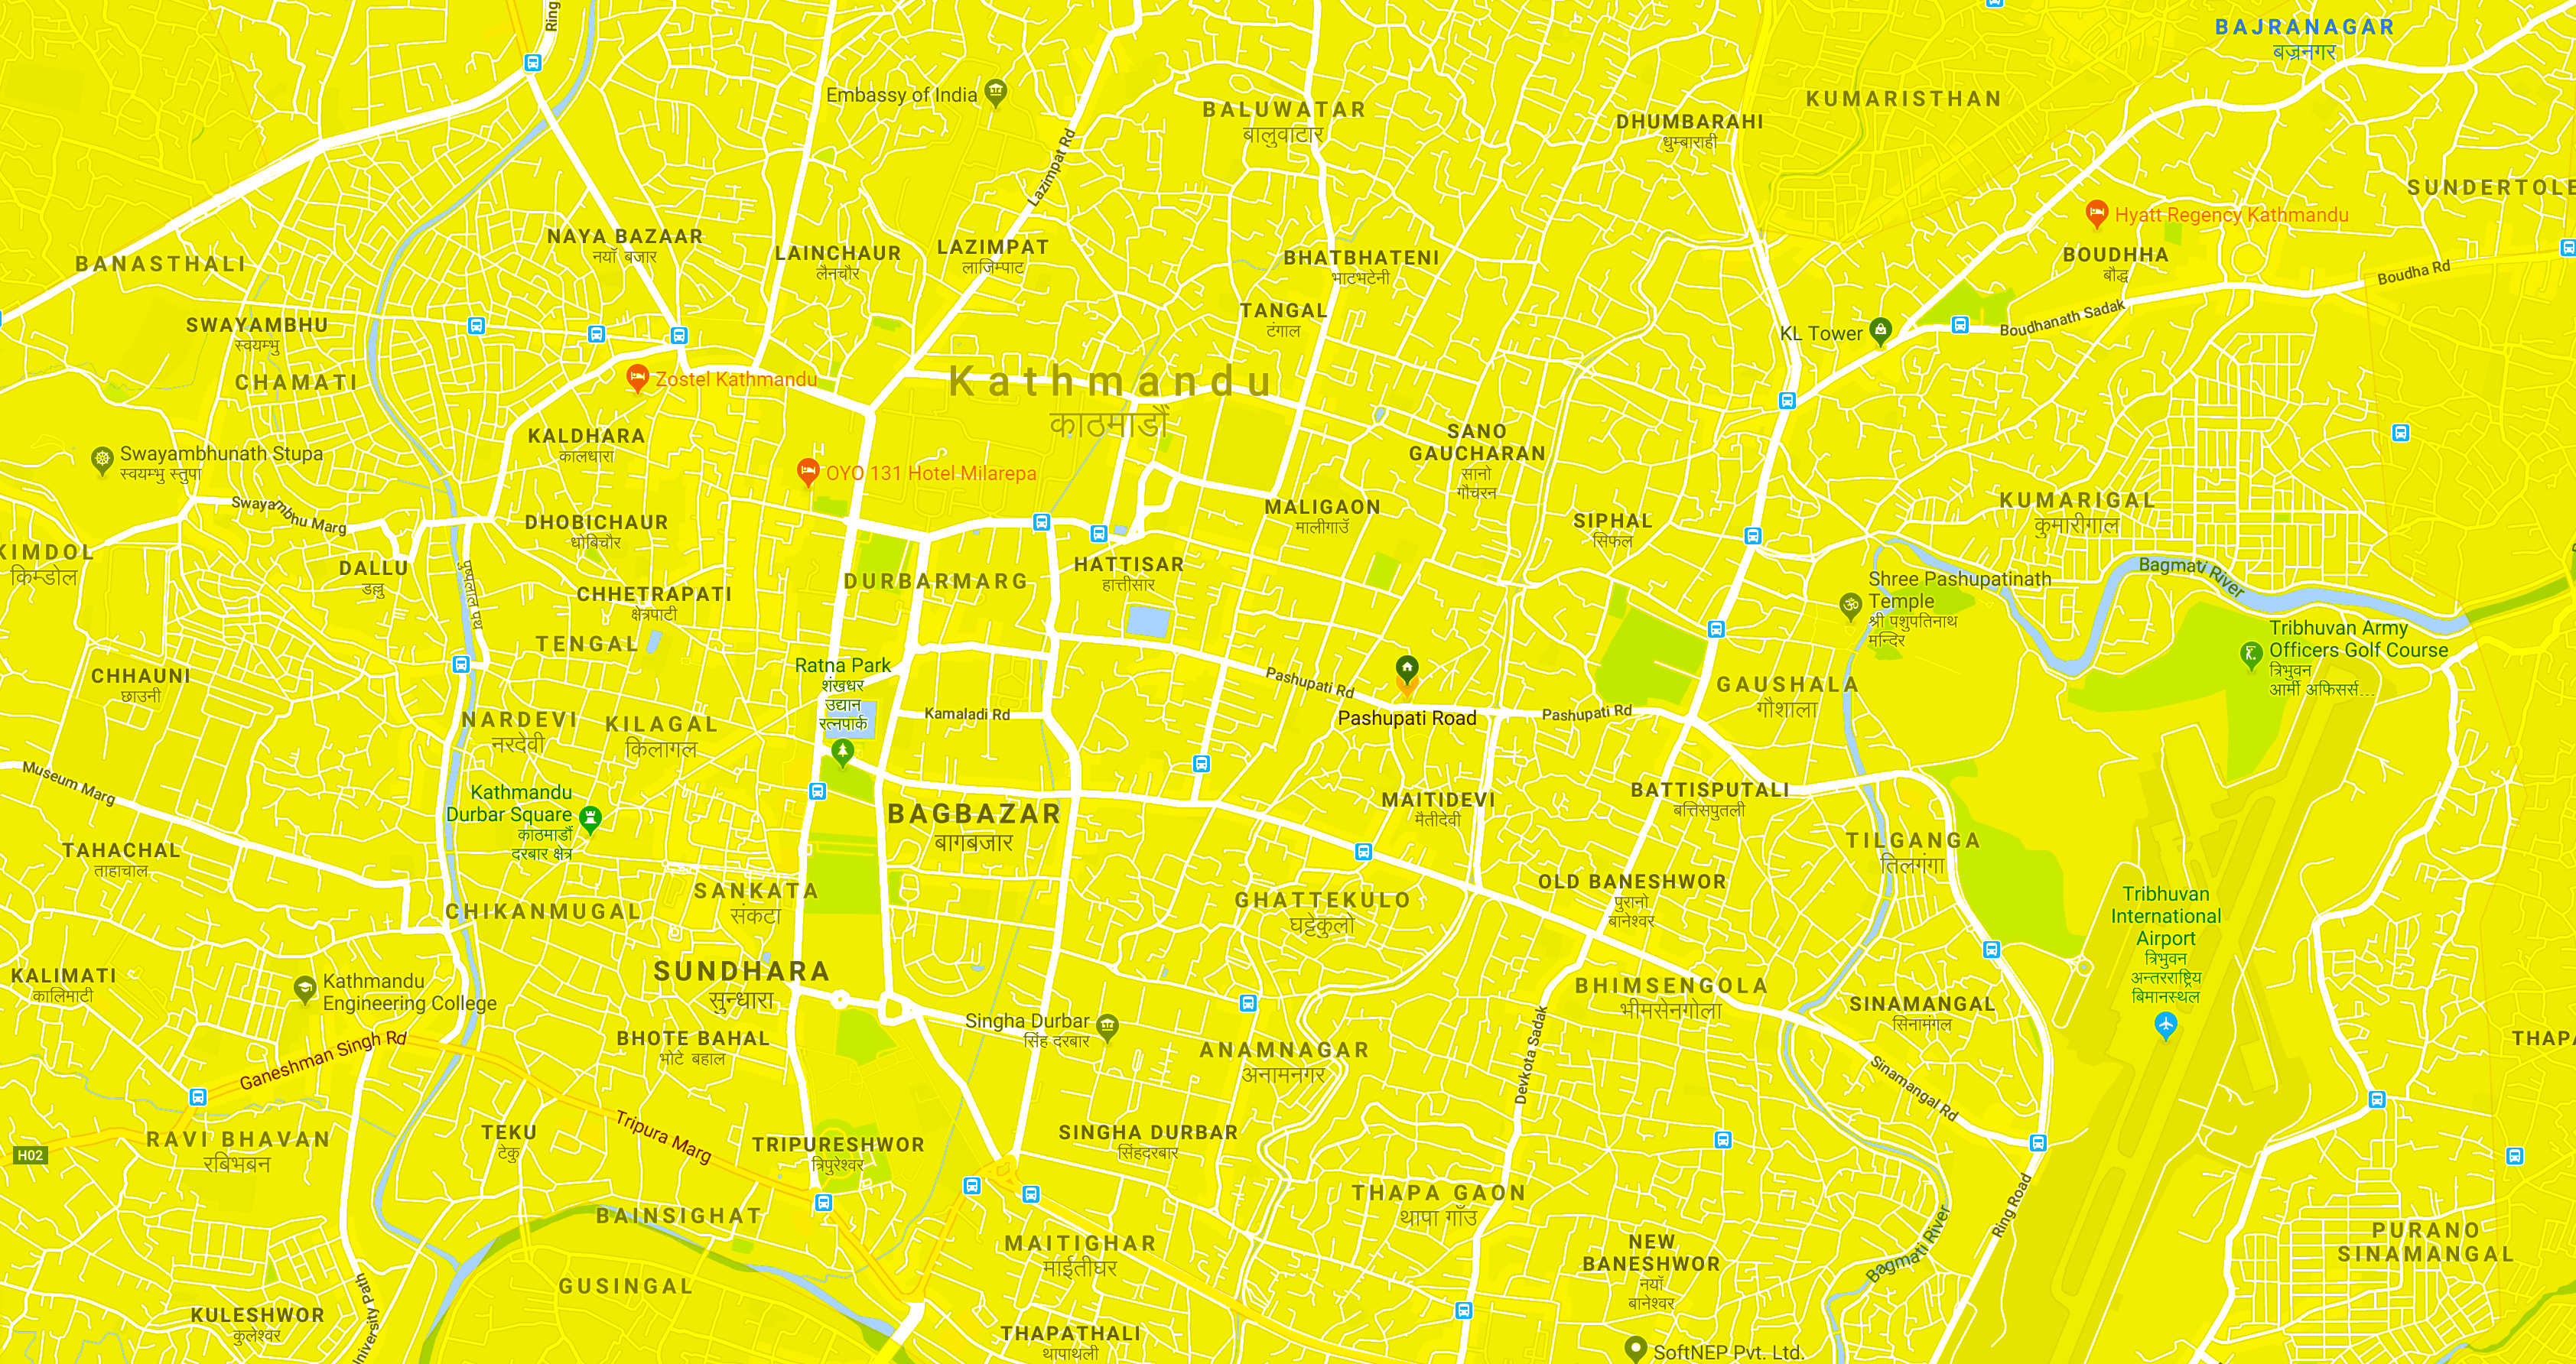 Ring
BAJRANAGAR
बज्रनगर
Embassy of India
BALUWATAR
बालुवाटार
KUMARISTHAN
DHUMBARAHI
धुम्बाराही
Lazimpat Rd
SUNDERTOLE
Hyatt Regency Kathmandu
NAYA BAZAAR
नयाँ बजार
LAINCHAUR
लैनचौर
LAZIMPAT
लाजिम्पाट
BHATBHATENI
भाटभटेनी
BOUDHHA
बौद्ध
BANASTHALI
Boudha Rd
TANGAL
टंगाल
SWAYAMBHU
स्वयम्भु
KL Tower
Boudhanath Sadak
CHAMATI
Zostel Kathmandu
Kathmandu
काठमाडौं
KALDHARA
कालधारा
SANO
GAUCHARAN
सानो
गौचरन
Swayambhunath Stupa
स्वयम्भु स्तुपा
OYO 131 Hotel Milarepa
Swayambhu Marg
MALIGAON
मालीगाउँ
KUMARIGAL
कुमारीगाल
DHOBICHAUR
धोबिचौर
SIPHAL
सिफल
KIMDOL
किम्डोल
DALLU
डल्लु
पुष्पलाल पथ
DURBARMARG
HATTISAR
हात्तीसार
Bagmati River
CHHETRAPATI
क्षेत्रपाटी
Shree Pashupatinath
Temple
श्री पशुपतिनाथ
मन्दिर
TENGAL
Tribhuvan Army
Officers Golf Course
त्रिभुवन
आर्मी अफिसर्स...
CHHAUNI
छाउनी
Ratna Park
शंखधर
उद्यान
रत्नपार्क
Pashupati Rd
Pashupati Road
Pashupati Rd
GAUSHALA
गौशाला
NARDEVI
नरदेवी
KILAGAL
किलागल
Kamaladi Rd
Museum Marg
Kathmandu
Durbar Square
काठमाडौं
दरबार क्षेत्र
BAGBAZAR
बागबजार
MAITIDEVI
मैतीदेवी
BATTISPUTALI
बत्तिसपुतली
TAHACHAL
ताहाचाल
TILGANGA
तिलगंगा
SANKATA
संकटा
CHIKANMUGAL
GHATTEKULO
घट्टेकुलो
OLD BANESHWOR
पुरानो
बानेश्वर
Tribhuvan
International
Airport
त्रिभुवन
अन्तरराष्ट्रिय
बिमानस्थल
KALIMATI
कालिमाटी
Kathmandu
Engineering College
SUNDHARA
सुन्धारा
BHIMSENGOLA
भीमसेनगोला
SINAMANGAL
सिनामंगल
Singha Durbar
सिंह दरबार
Ganeshman Singh Rd
BHOTE BAHAL
भोटे बहाल
ANAMNAGAR
अनामनगर
Devkota Sadak
THAPA
Sinamangal Rd
RAVI BHAVAN
रबिभबन
H02
TEKU
टेकु
Tripura Marg
TRIPURESHWOR
त्रिपुरेश्वर
SINGHA DURBAR
सिंहदरबार
THAPA GAON
थापा गाँउ
Ring Road
BAINSIGHAT
MAITIGHAR
माईतीघर
NEW
BANESHWOR
नयाँ
बानेश्वर
Bagmati River
PURANO
SINAMANGAL
GUSINGAL
KULESHWOR
कुलेश्वर
University Path
THAPATHALI
थापाथली
SoftNEP Pvt. Ltd.